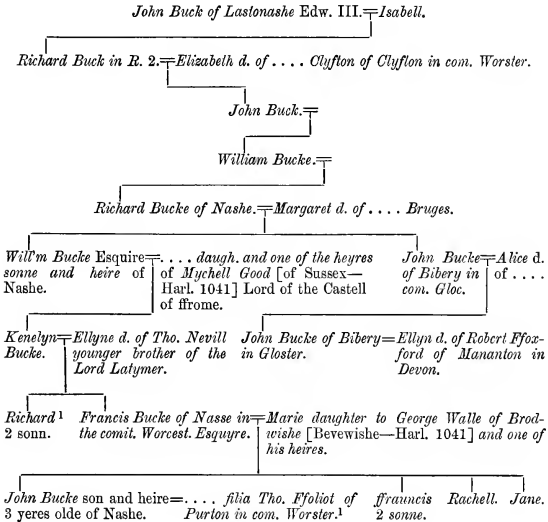 John Buck of Lastonashe Edw. III.=Isabell.
Richard Buck in R. 2.=Elizabeth d. of .... Clyfton of Clyfton in com. Worster.
John Buck.=
William Bucke.=
Richard Bucke of Nashe.=Margaret d. of .... Bruges.
Will'm Bucke Esquire=.... daugh. and one of the heyres
sonne and heire of
Nashe.
of Mychell Good [of Sussex—
Harl. 1041] Lord of the Castell
of ffrome.
John Bucke=Alice d.
of Bibery in
com. Gloc.
of ....
Kenelyn=Ellyne d. of Tho. Nevill
Bucke.
younger brother of the
Lord Latymer.
John Bucke of Bibery=Ellyn d. of Robert Ffox-
in Gloster.
ford of Mananton in
Devon.
Richard¹
2 sonn.
Francis Bucke of Nasse in=Marie daughter to George Walle of Brod-
the comit. Worcest. Esquyre.
wishe [Bevewishe—Harl. 1041] and one of
his heires.
John Bucke son and heire=.... filia Tho. Ffoliot of
3 yeres olde of Nashe.
Purton in com. Worster.¹
ffrauncis
2 sonne.
Rachell.
Jane.